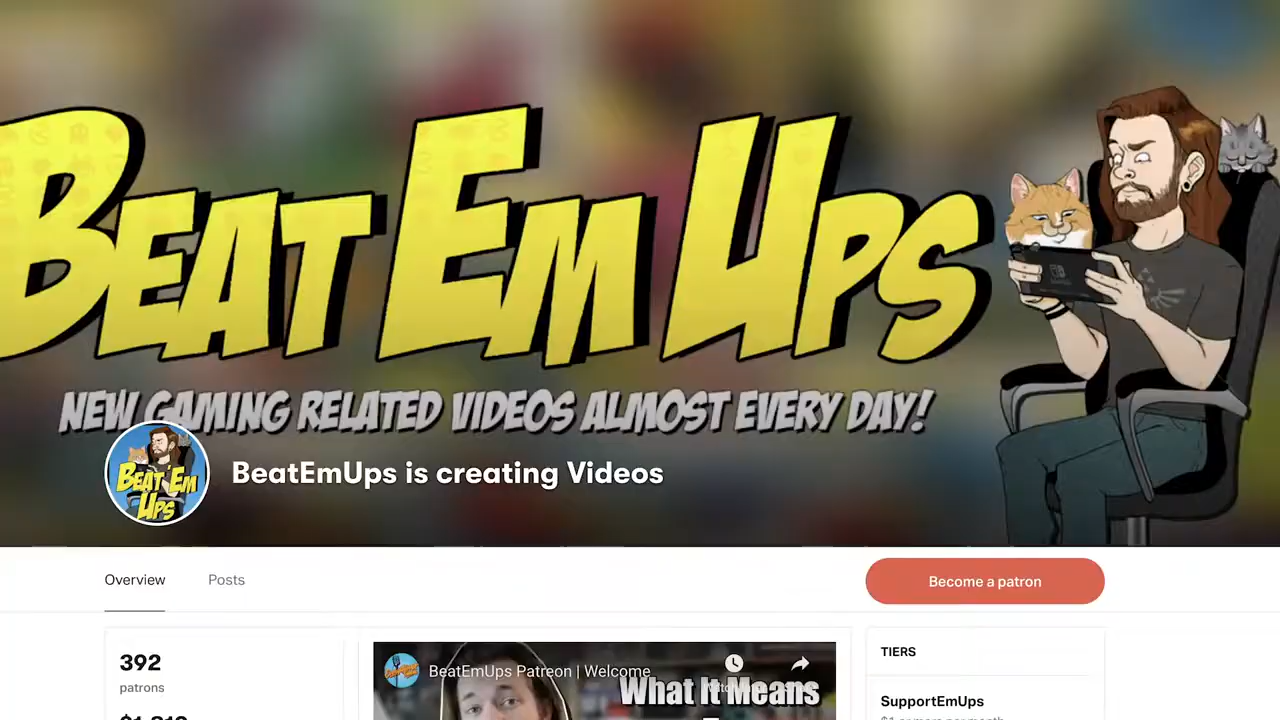 BEAT EM UPS
NEW GAMING RELATED VIDEOS ALMOST EVERY DAY!
BEAT EM
UPS
BeatEmUps is creating Videos
Overview
Posts
Become a patron
392
patrons
BeatEmUps Patreon | Welcome
What It Means
TIERS
SupportEmUps